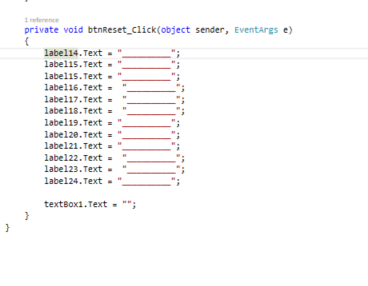 }
1 reference
private void btnReset_Click(object sender, EventArgs e)
{
label14.Text = "__________";
label15.Text = "__________";
label15.Text = "__________";
label16.Text =  "__________";
label17.Text =  "__________";
label18.Text =  "__________";
label19.Text = "__________";
label20.Text = "__________";
label21.Text = "__________";
label22.Text =  "__________";
label23.Text =  "__________";
label24.Text = "__________";
textBox1.Text = "";
}
}